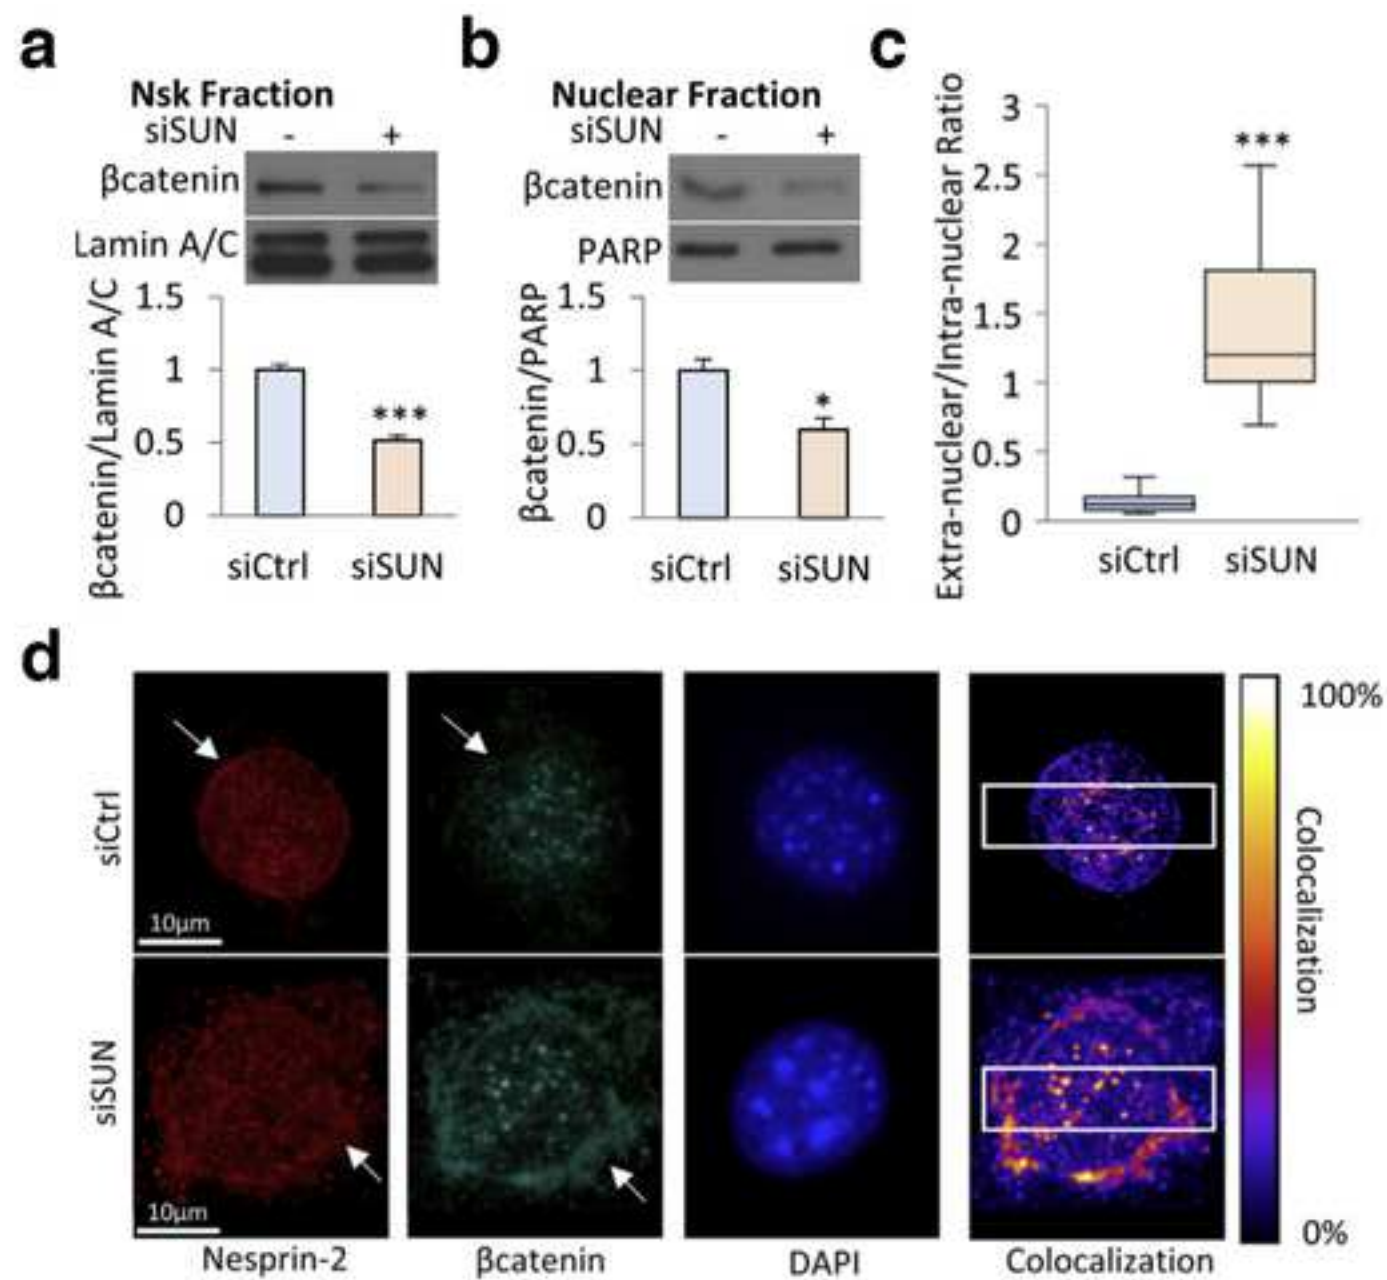 a
Nsk Fraction
siSUN - +
βcatenin
Lamin A/C
βcatenin/Lamin A/C
1.5
1
0.5
0
***
siCtrl siSUN
b
Nuclear Fraction
siSUN - +
βcatenin
PARP
βcatenin/PARP
1.5
1
0.5
0
*
siCtrl siSUN
c
Extra-nuclear/Intra-nuclear Ratio
3
2.5
2
1.5
1
0.5
0
***
siCtrl siSUN
d
siCtrl
10μm
siSUN
10μm
Nesprin-2 βcatenin DAPI Colocalization
100%
Colocalization
0%